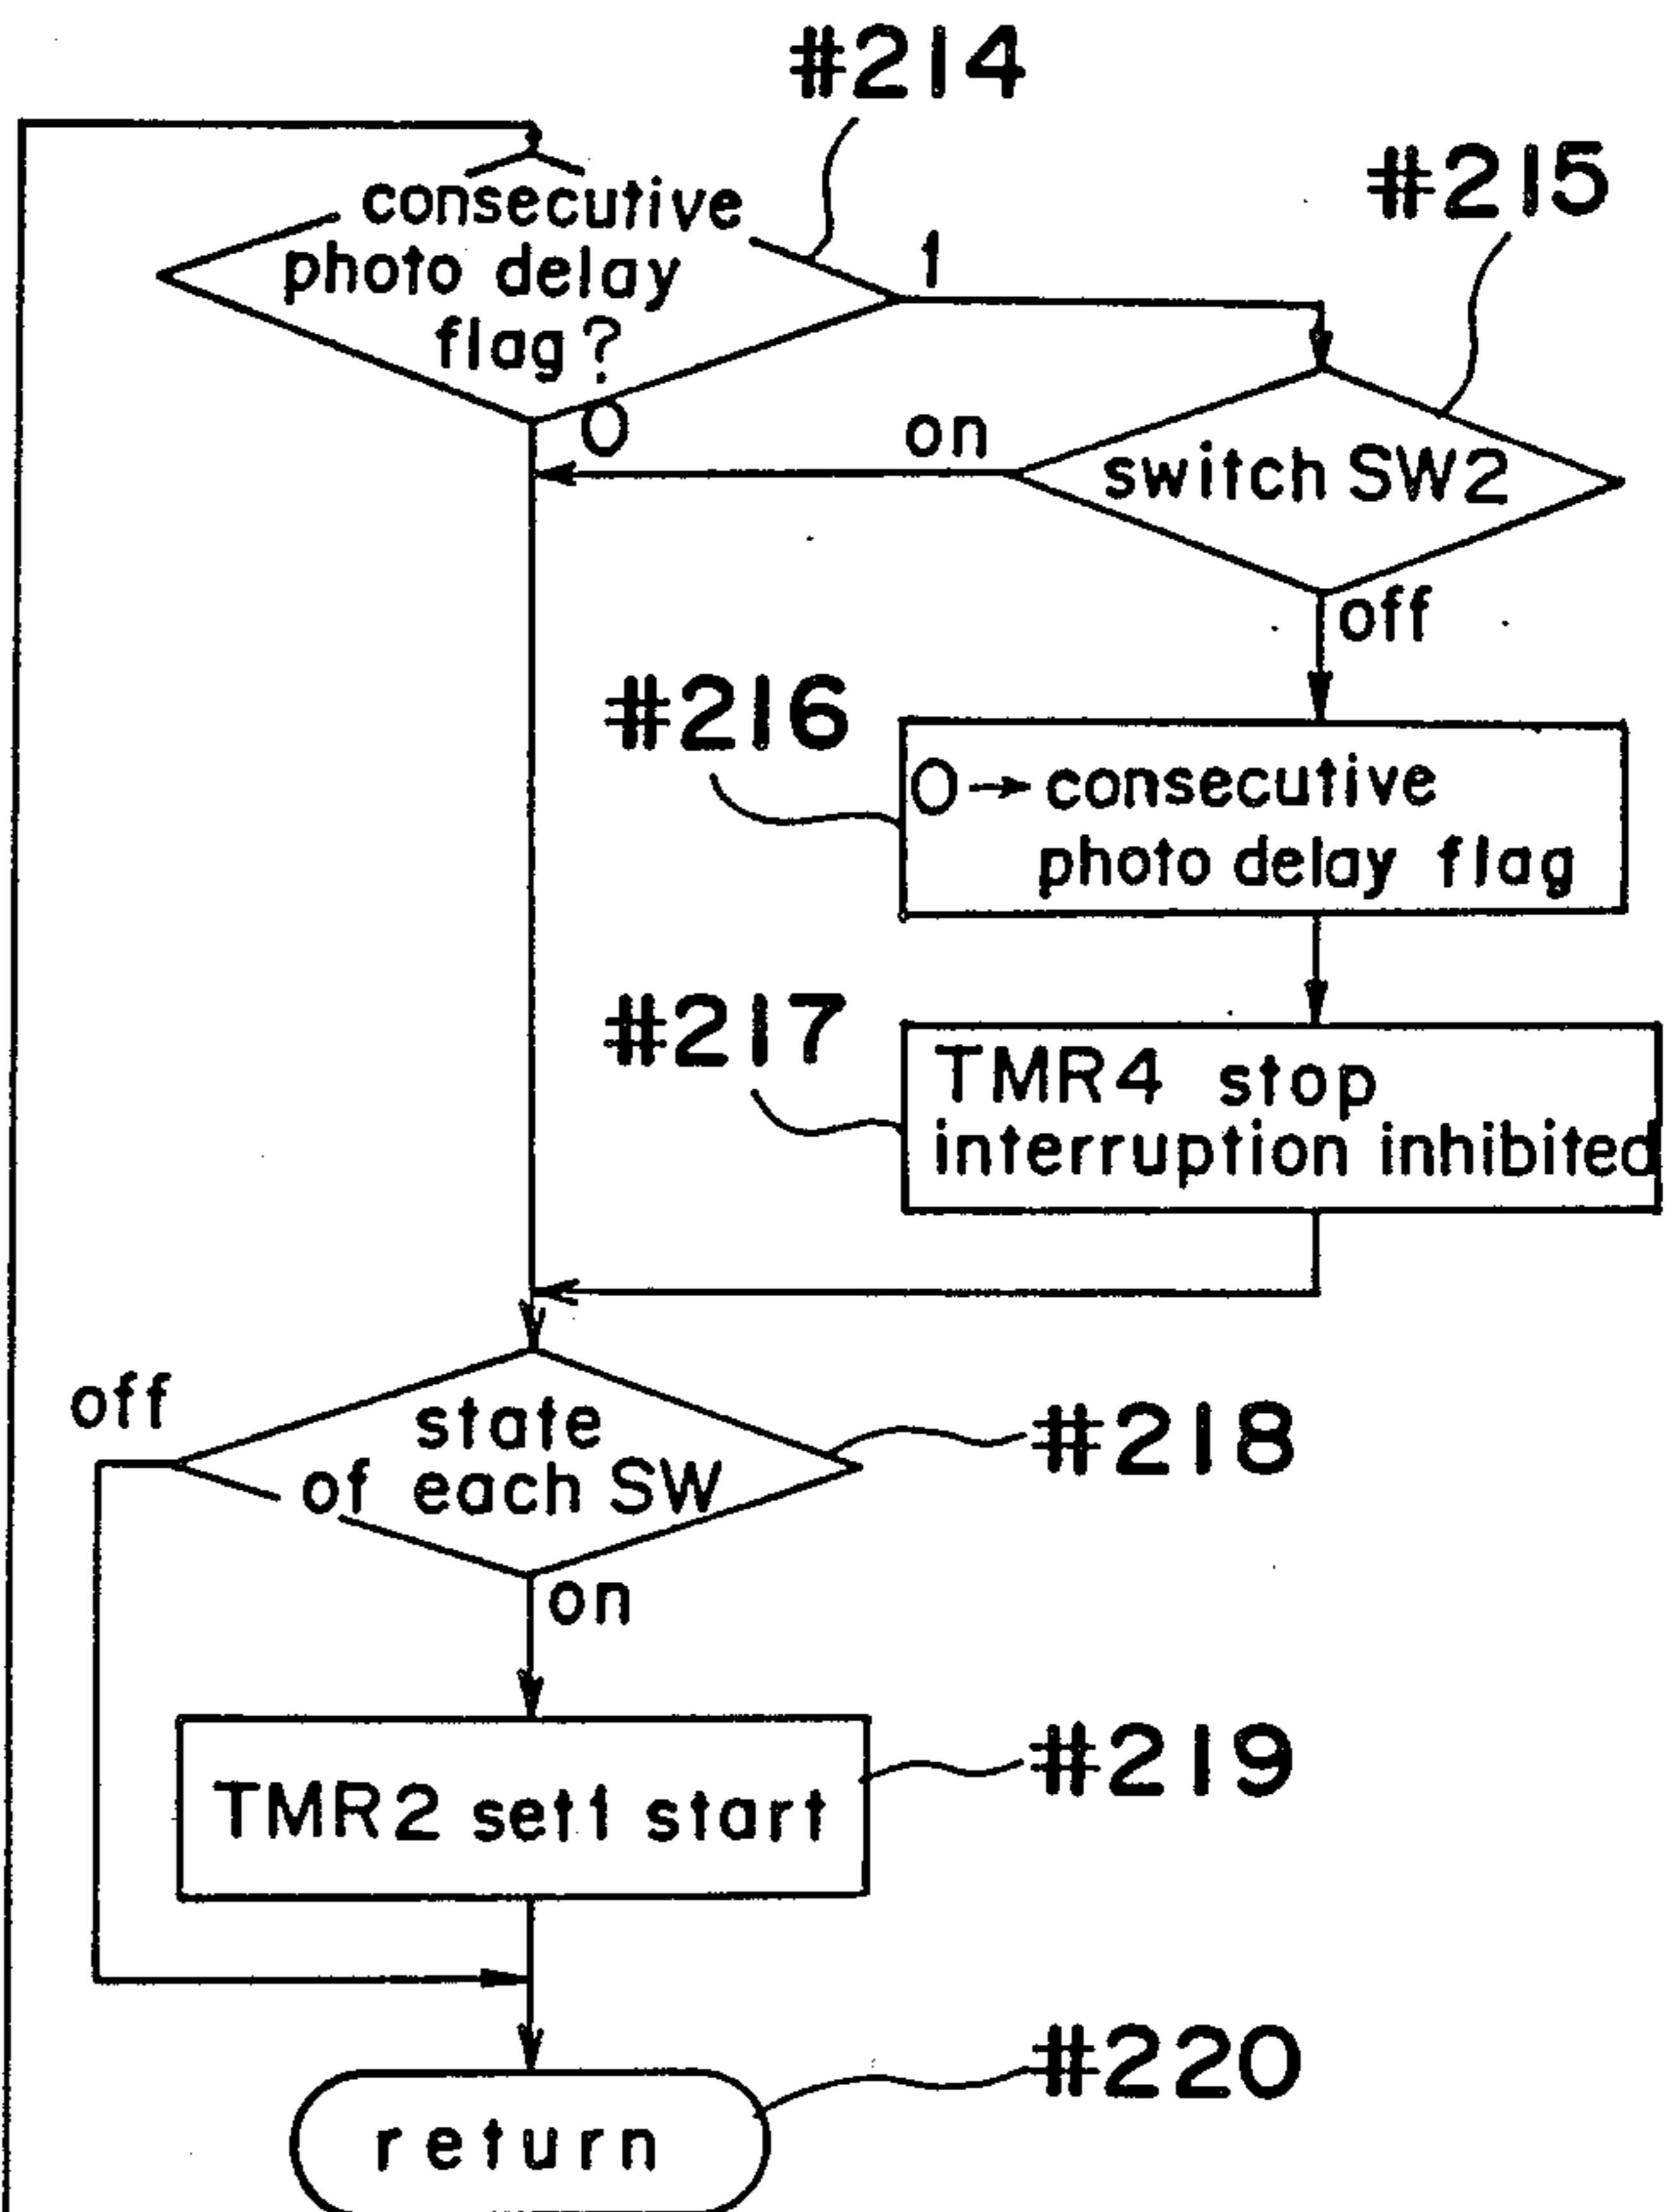 #214
#215
consecutive
photo delay
flag?
1
0
on
switch SW2
off
#216
0→consecutive
photo delay flag
#217
TMR4 stop
interruption inhibited
off
state
of each SW
#218
on
#219
TMR2 set1 start
#220
return